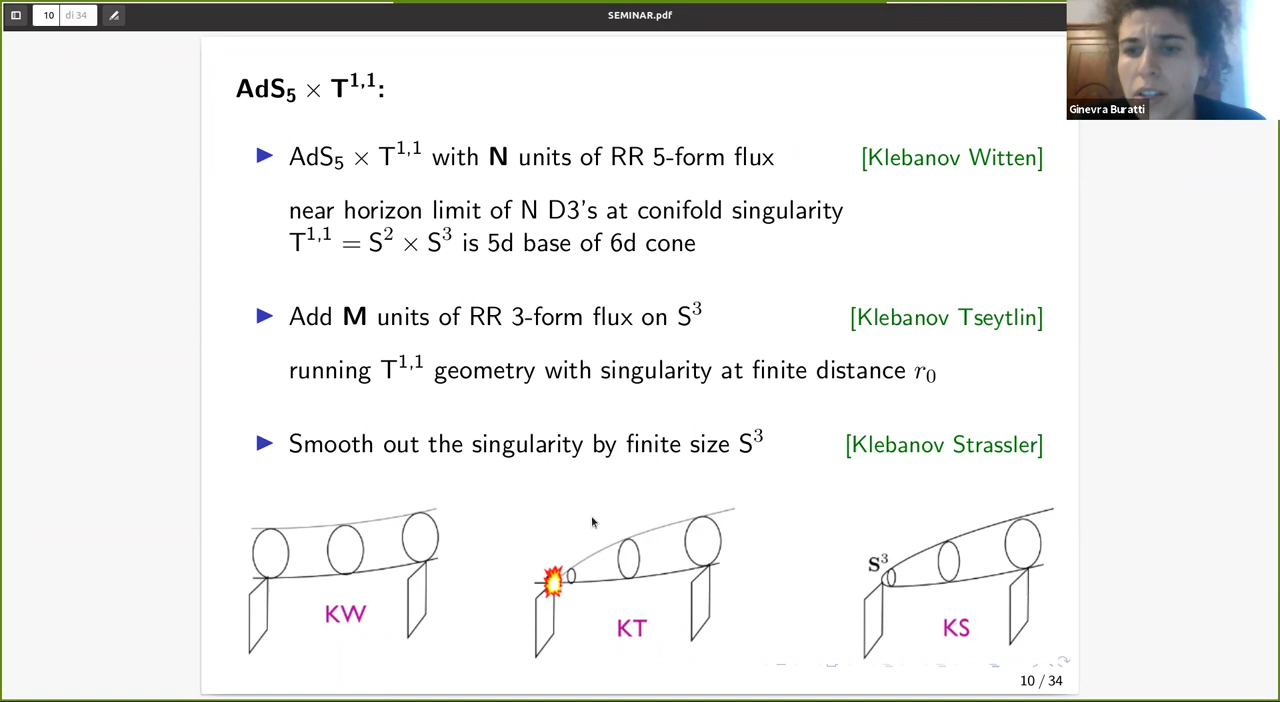 10 di 34
SEMINAR.pdf
Ginevra Buratti
AdS₅ × T¹,¹:
▶ AdS₅ × T¹,¹ with N units of RR 5-form flux [Klebanov Witten]
near horizon limit of N D3's at conifold singularity
T¹,¹ = S² × S³ is 5d base of 6d cone
▶ Add M units of RR 3-form flux on S³ [Klebanov Tseytlin]
running T¹,¹ geometry with singularity at finite distance r₀
▶ Smooth out the singularity by finite size S³ [Klebanov Strassler]
S³
KW KT KS
10 / 34